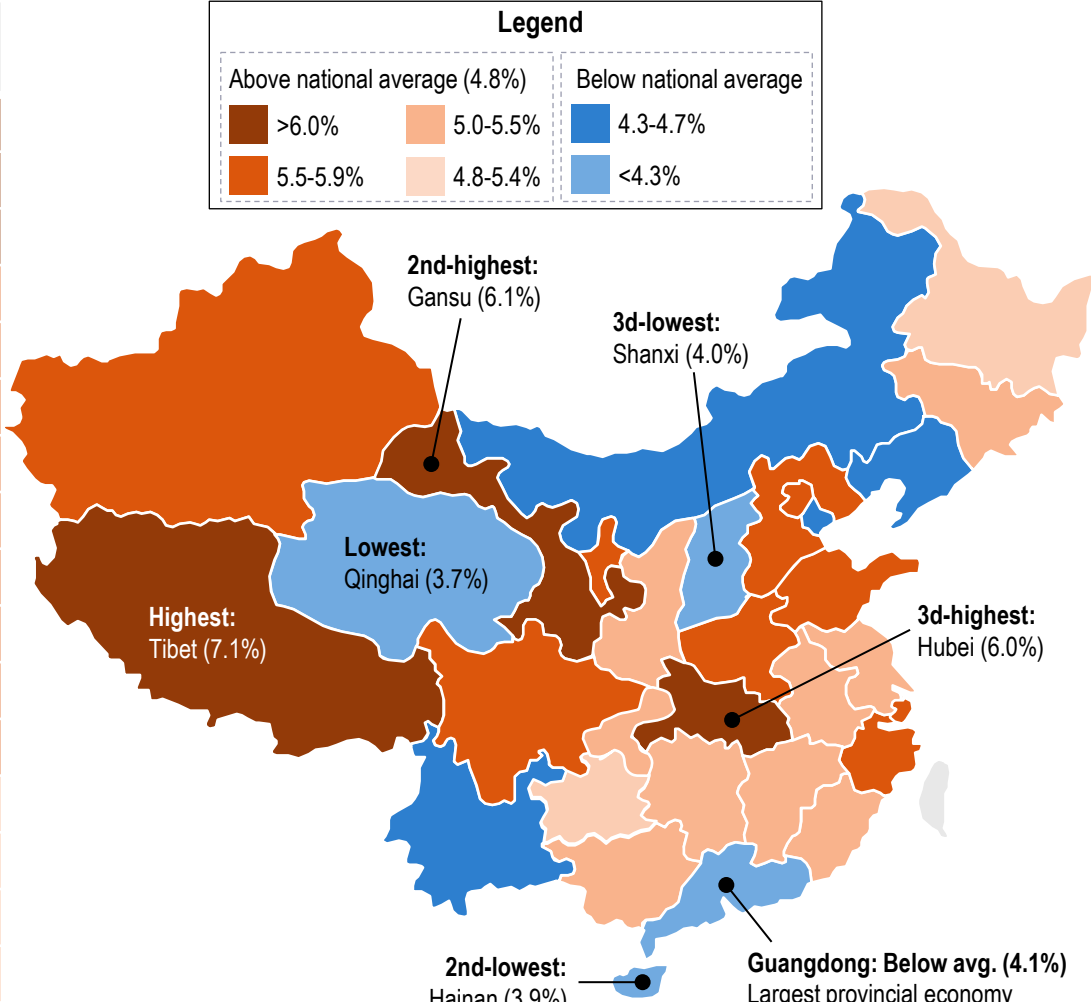 Legend
Above national average (4.8%)
>6.0%
5.0-5.5%
5.5-5.9%
4.8-5.4%
Below national average
4.3-4.7%
<4.3%
2nd-highest:
Gansu (6.1%)
3d-lowest:
Shanxi (4.0%)
Lowest:
Qinghai (3.7%)
Highest:
Tibet (7.1%)
3d-highest:
Hubei (6.0%)
2nd-lowest:
Hainan (3.9%)
Guangdong: Below avg. (4.1%)
Largest provincial economy